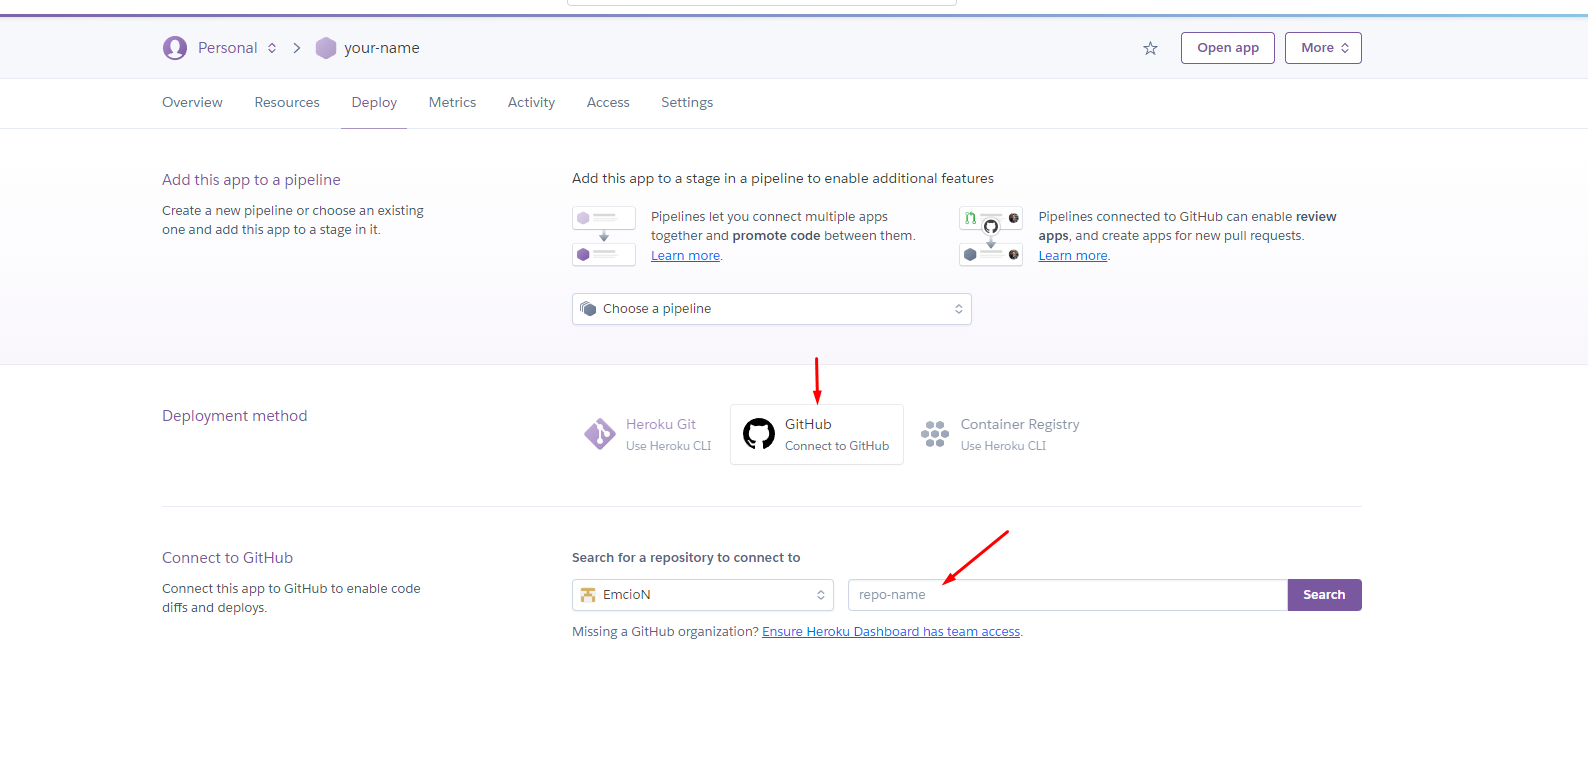 Personal
your-name
Open app
More
Overview
Resources
Deploy
Metrics
Activity
Access
Settings
Add this app to a pipeline
Create a new pipeline or choose an existing
one and add this app to a stage in it.
Add this app to a stage in a pipeline to enable additional features
Pipelines let you connect multiple apps
together and promote code between them.
Learn more.
Pipelines connected to GitHub can enable review
apps, and create apps for new pull requests.
Learn more.
Choose a pipeline
Deployment method
Heroku Git
Use Heroku CLI
GitHub
Connect to GitHub
Container Registry
Use Heroku CLI
Connect to GitHub
Connect this app to GitHub to enable code
diffs and deploys.
Search for a repository to connect to
EmcioN
repo-name
Search
Missing a GitHub organization? Ensure Heroku Dashboard has team access.